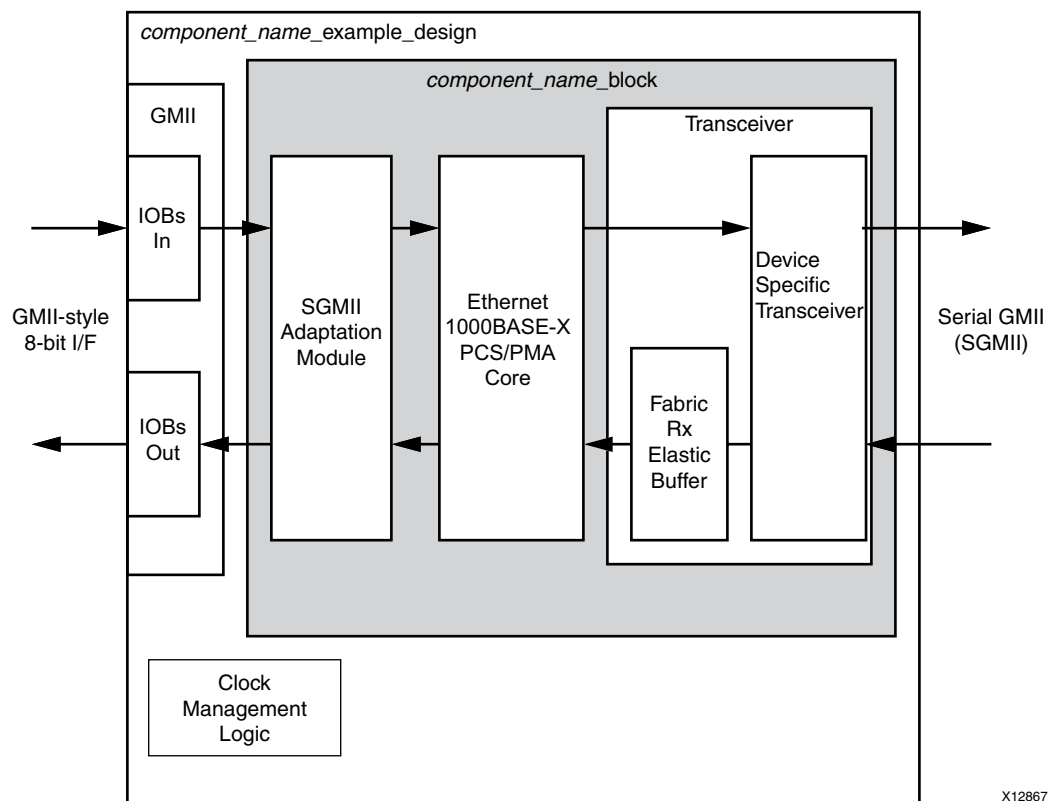 component_name_example_design
component_name_block
GMII
Transceiver
IOBs
In
GMII-style
8-bit I/F
IOBs
Out
SGMII
Adaptation
Module
Ethernet
1000BASE-X
PCS/PMA
Core
Fabric
Rx
Elastic
Buffer
Device
Specific
Transceiver
Serial GMII
(SGMII)
Clock
Management
Logic
X12867